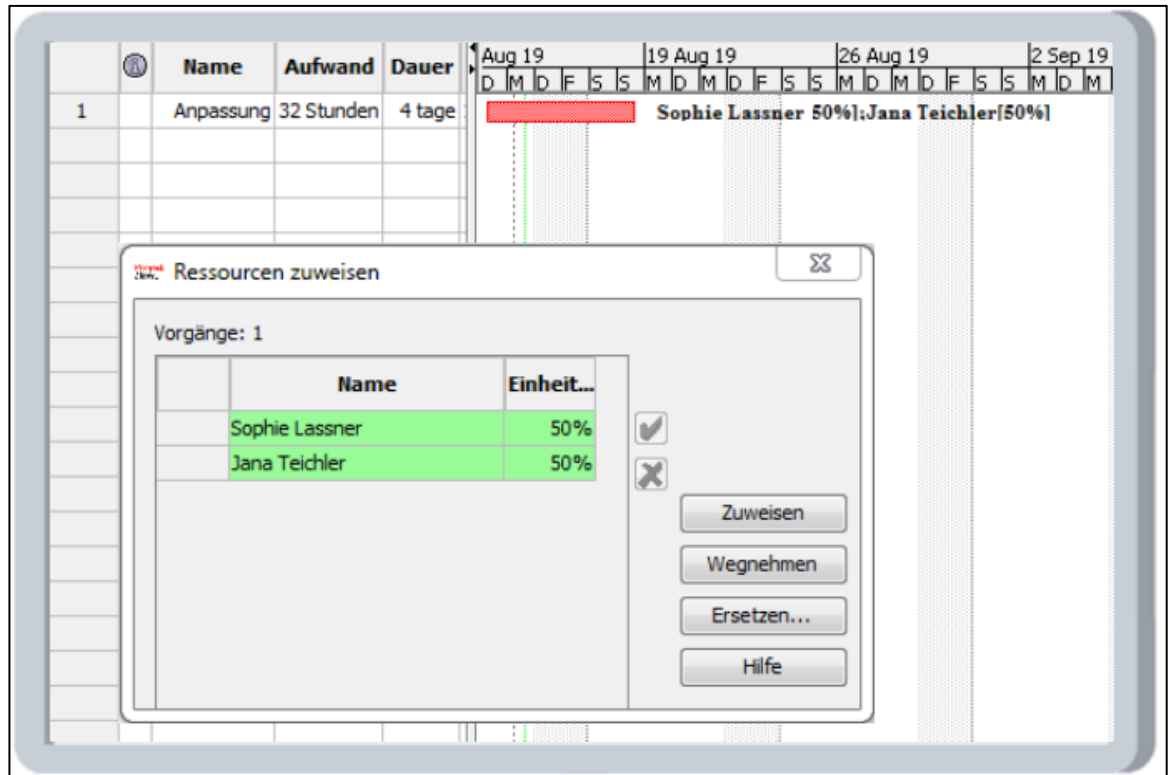 Name Aufwand Dauer Aug 19 19 Aug 19 26 Aug 19 2 Sep 19
D M D F S S M D M D F S S M D M D F S S M D M
1 Anpassung 32 Stunden 4 tage Sophie Lassner 50%];Jana Teichler[50%]
Ressourcen zuweisen
Vorgänge: 1
Name Einheit...
Sophie Lassner 50%
Jana Teichler 50%
Zuweisen
Wegnehmen
Ersetzen...
Hilfe